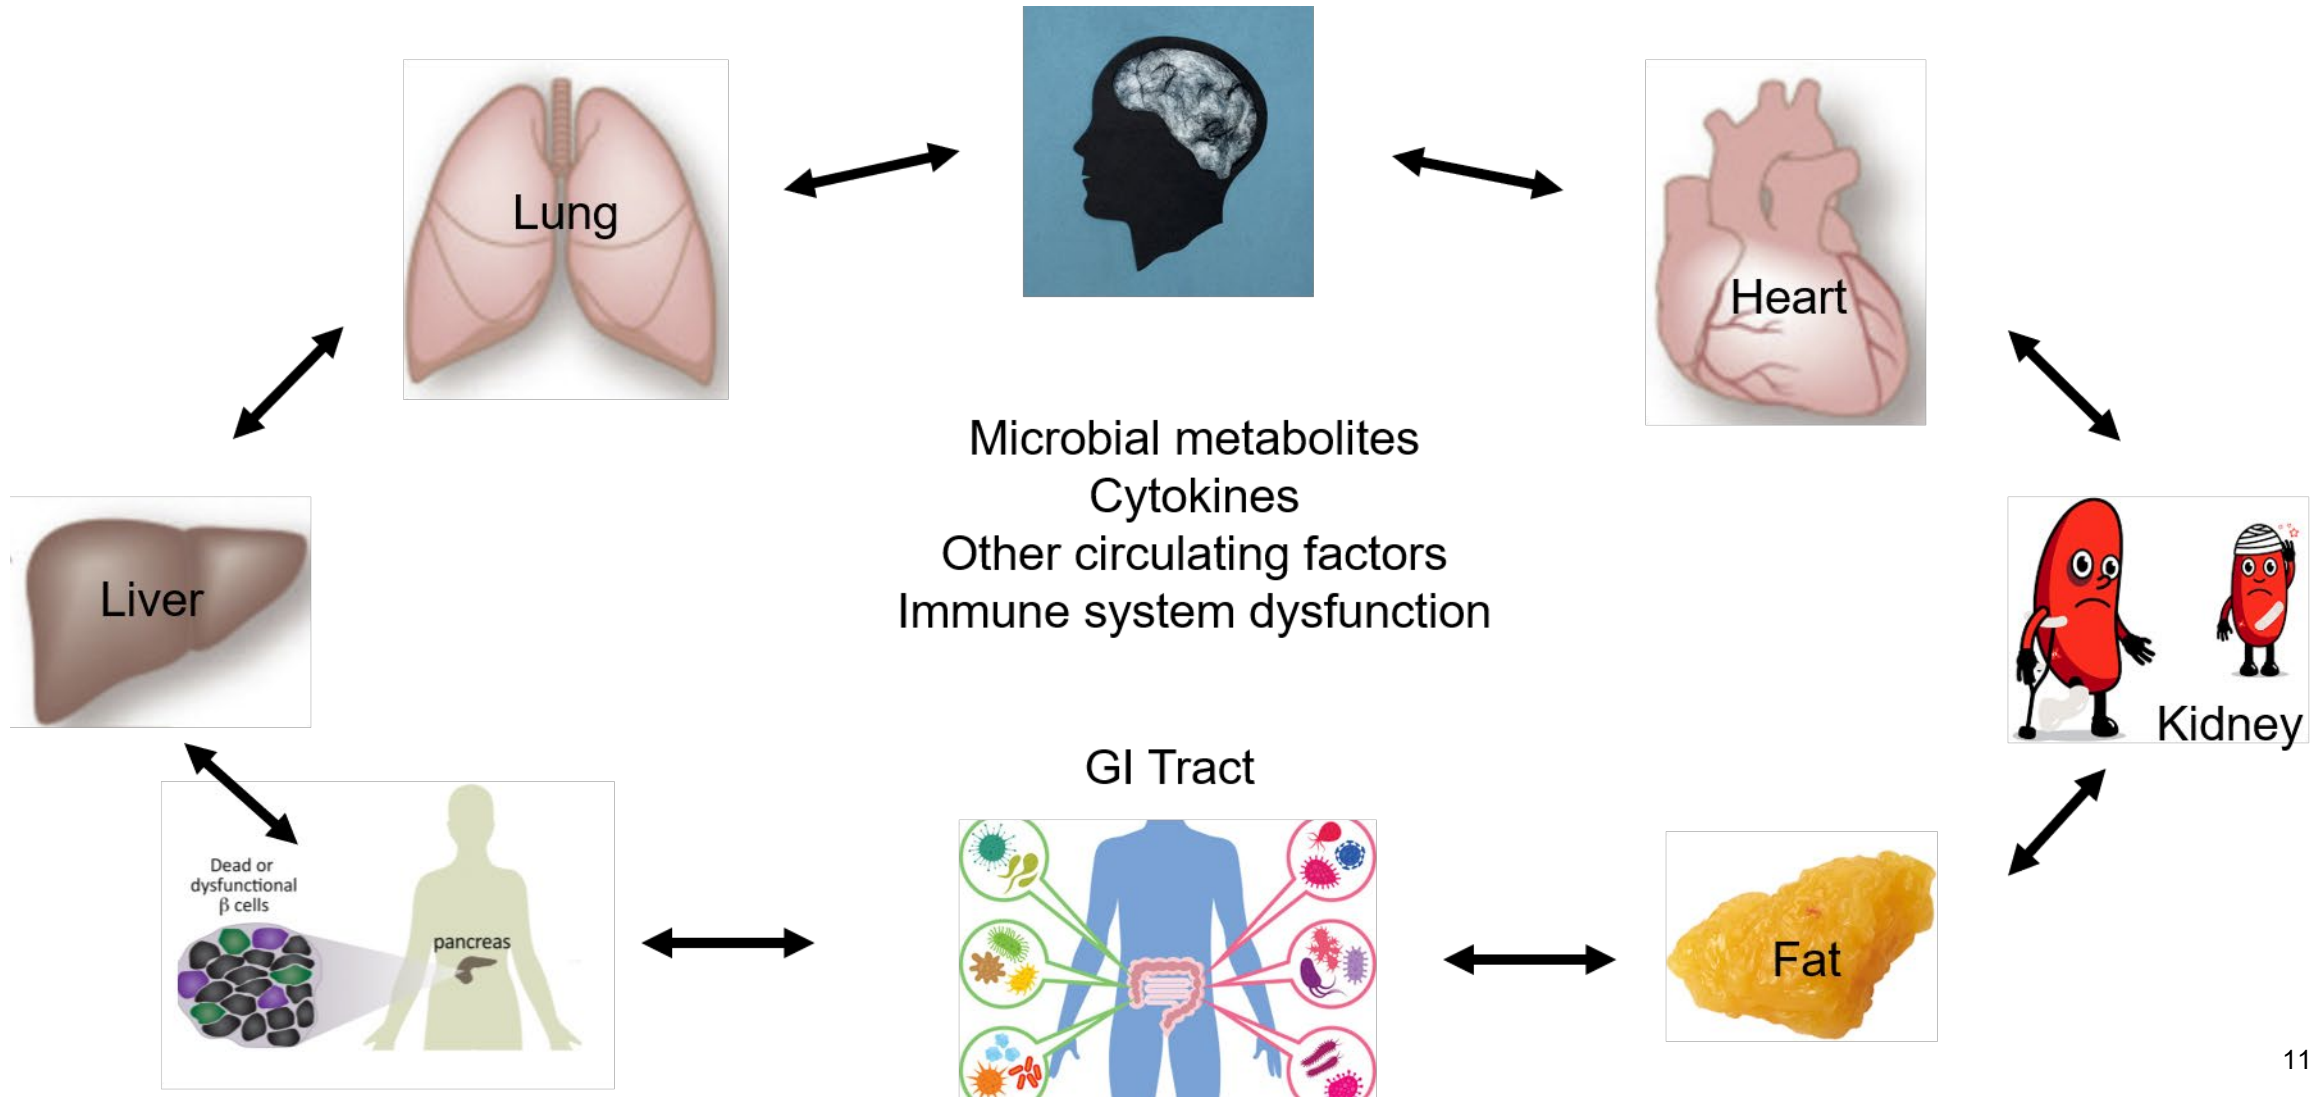 Lung
Heart
Microbial metabolites
Cytokines
Other circulating factors
Immune system dysfunction
Liver
Kidney
GI Tract
Dead or
dysfunctional
β cells
pancreas
Fat
11